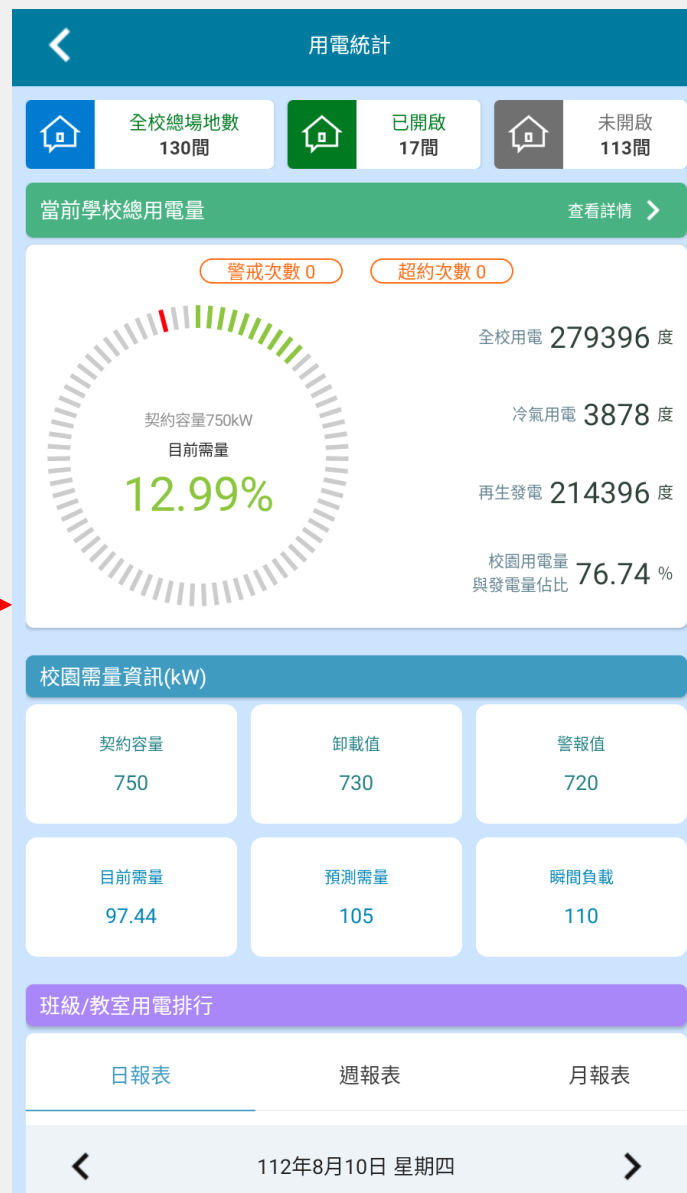 用電統計
全校總場地數
130間
已開啟
17間
未開啟
113間
當前學校總用電量
查看詳情
警戒次數 0
超約次數 0
契約容量750kW
目前需量
12.99%
全校用電 279396 度
冷氣用電 3878 度
再生發電 214396 度
校園用電量
與發電量佔比 76.74 %
校園需量資訊(kW)
契約容量
750
卸載值
730
警報值
720
目前需量
97.44
預測需量
105
瞬間負載
110
班級/教室用電排行
日報表
週報表
月報表
112年8月10日 星期四